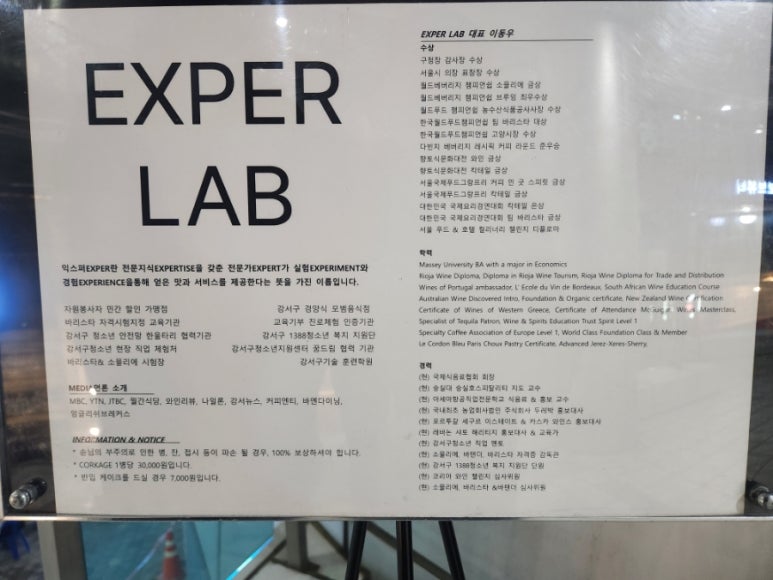 EXPER
LAB
익스퍼EXPER란 전문지식EXPERTISE을 갖춘 전문가EXPERT가 실험EXPERIMENT와
경험EXPERIENCE을통해 얻은 맛과 서비스를 제공한다는 뜻을 가진 이름입니다.
자원봉사자 민간 할인 가맹점
바리스타 자격시험지정 교육기관
강서구 청소년 안전망 한울타리 협력기관
강서구청소년 현장 직업 체험처
바리스타& 소믈리에 시험장
강서구 경양식 모범음식점
교육기부 진로체험 인증기관
강서구 1388청소년 복지 지원단
강서구청소년지원센터 꿈드림 협력 기관
강서구기술 훈련학원
MEDIA언론 소개
MBC, YTN, JTBC, 월간식당, 와인리뷰, 나일론, 강서뉴스, 커피앤티, 바앤다이닝,
잉글리쉬브레커스
INFORMATION & NOTICE
* 손님의 부주의로 인한 병, 잔, 접시 등이 파손 될 경우, 100% 보상하셔야 합니다.
* CORKAGE 1병당 30,000원입니다.
* 반입 케이크를 드실 경우 7,000원입니다.
EXPER LAB 대표 이동우
수상
구청장 감사장 수상
서울시 의장 표창장 수상
월드베버리지 챔피언쉽 소믈리에 금상
월드베버리지 챔피언쉽 브루잉 최우수상
월드푸드 챔피언쉽 농수산식품공사사장 수상
한국월드푸드챔피언쉽 팀 바리스타 대상
한국월드푸드챔피언쉽 고양시장 수상
다빈치 베버리지 레시픽 커피 라운드 준우승
향토식문화대전 와인 금상
향토식문화대전 칵테일 금상
서울국제푸드그랑프리 커피 인 굿 스피릿 금상
서울국제푸드그랑프리 칵테일 금상
대한민국 국제요리경연대회 칵테일 은상
대한민국 국제요리경연대회 팀 바리스타 금상
서울 푸드 & 호텔 컬리너리 챌린지 디플로마
학력
Massey University BA with a major in Economics
Rioja Wine Diploma, Diploma in Rioja Wine Tourism, Rioja Wine Diploma for Trade and Distribution
Wines of Portugal ambassador, L' Ecole du Vin de Bordeaux, South African Wine Education Course
Australian Wine Discovered Intro, Foundation & Organic certificate, New Zealand Wine Certification
Certificate of Wines of Western Greece, Certificate of Attendance Wines Masterclass,
Specialist of Tequila Patron, Wine & Spirits Education Trust Spirit Level 1
Specialty Coffee Association of Europe Level 1, World Class Foundation Class & Member
Le Cordon Bleu Paris Choux Pastry Certificate, Advanced Jerez-Xeres-Sherry,
경력
(현) 국제식음료협회 회장
(현) 숭실대 숭실호스피탈리티 지도 교수
(현) 아세아항공직업전문학교 식음료 & 홍보 교수
(현) 국내최초 농업회사법인 주식회사 두레박 홍보대사
(현) 포르투갈 세구르 이스테이트 & 카스카 와인스 홍보대사
(현) 레바논 샤토 헤리티지 홍보대사 & 교육가
(현) 강서구청소년 직업 멘토
(현) 소믈리에, 바텐더, 바리스타 자격증 감독관
(현) 강서구 1388청소년 복지 지원단 단원
(현) 코리아 와인 챌린지 심사위원
(현) 소믈리에, 바리스타 &바텐더 심사위원